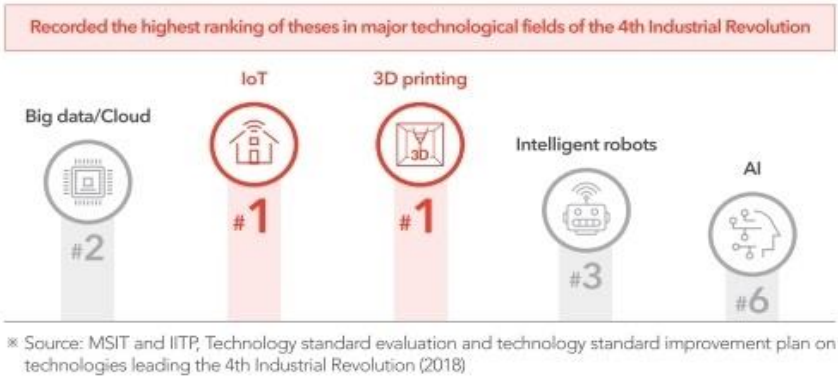 Recorded the highest ranking of theses in major technological fields of the 4th Industrial Revolution
IoT
3D printing
Big data/Cloud
Intelligent robots
AI
3D
#1
#1
#2
#3
#6
※ Source: MSIT and IITP, Technology standard evaluation and technology standard improvement plan on
technologies leading the 4th Industrial Revolution (2018)